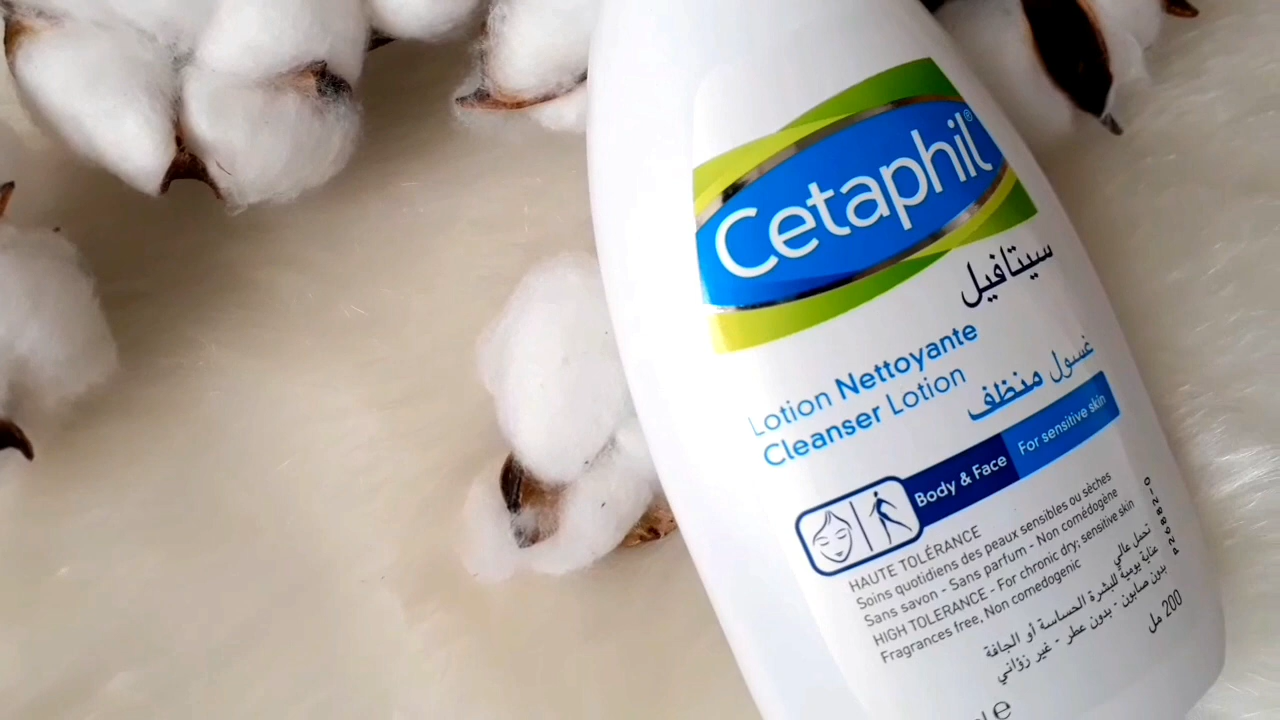 Cetaphil®
سيتافيل
Lotion Nettoyante
Cleanser Lotion
غسول منظف
Body & Face
For sensitive skin
HAUTE TOLÉRANCE
Soins quotidiens des peaux sensibles ou sèches
Sans savon - Sans parfum - Non comédogène
HIGH TOLERANCE - For chronic dry; sensitive skin
Fragrances free, Non comedogenic
تحمل عالي
عناية يومية للبشرة الحساسة أو الجافة
بدون صابون - بدون عطر - غير زؤاني
200 مل